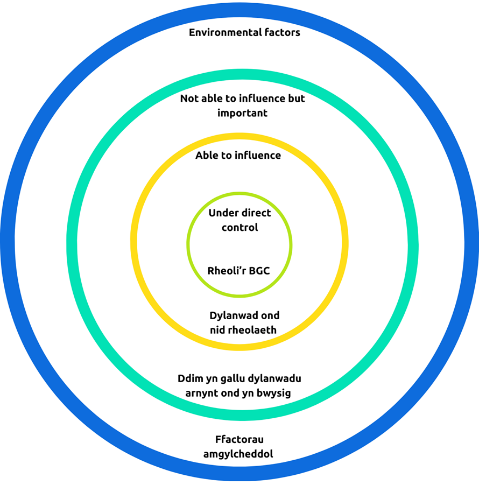 Environmental factors
Not able to influence but
important
Able to influence
Under direct
control
Rheoli’r BGC
Dylanwad ond
nid rheolaeth
Ddim yn gallu dylanwadu
arnynt ond yn bwysig
Ffactorau
amgylcheddol